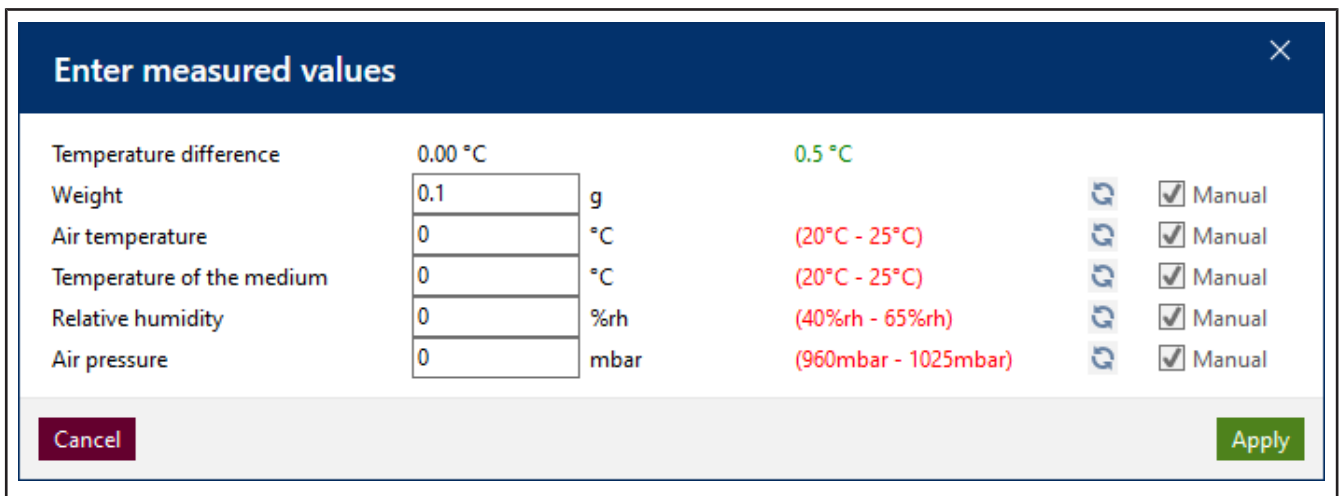 Enter measured values
Temperature difference 0.00 °C 0.5 °C
Weight 0.1 g Manual
Air temperature 0 °C (20°C - 25°C) Manual
Temperature of the medium 0 °C (20°C - 25°C) Manual
Relative humidity 0 %rh (40%rh - 65%rh) Manual
Air pressure 0 mbar (960mbar - 1025mbar) Manual
Cancel Apply